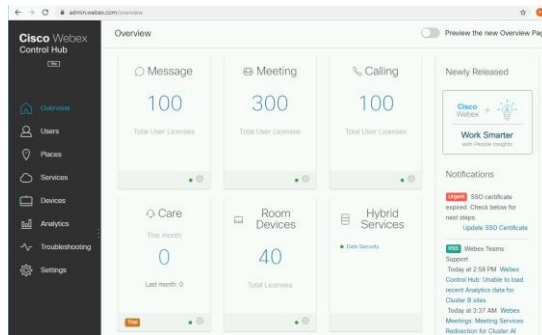 admin.webex.com/overview
Cisco Webex
Control Hub
Overview
Users
Places
Services
Devices
Analytics
Troubleshooting
Settings
Overview
Preview the new Overview Pag
Message
100
Total User Licenses
Meeting
300
Total User Licenses
Calling
100
Total User Licenses
Care
This month
0
Last month: 0
Trial
Room
Devices
40
Total Licenses
Hybrid
Services
Data Security
Newly Released
Cisco
Webex
+
Work Smarter
with People Insights
Notifications
Urgent SSO certificate
expired. Check below for
next steps.
Update SSO Certificate
RSS Webex Teams
Support
Today at 2:58 PM Webex
Control Hub: Unable to load
recent Analytics data for
Cluster B sites
Today at 3:37 AM Webex
Meetings: Meeting Services
Redirection for Cluster AI